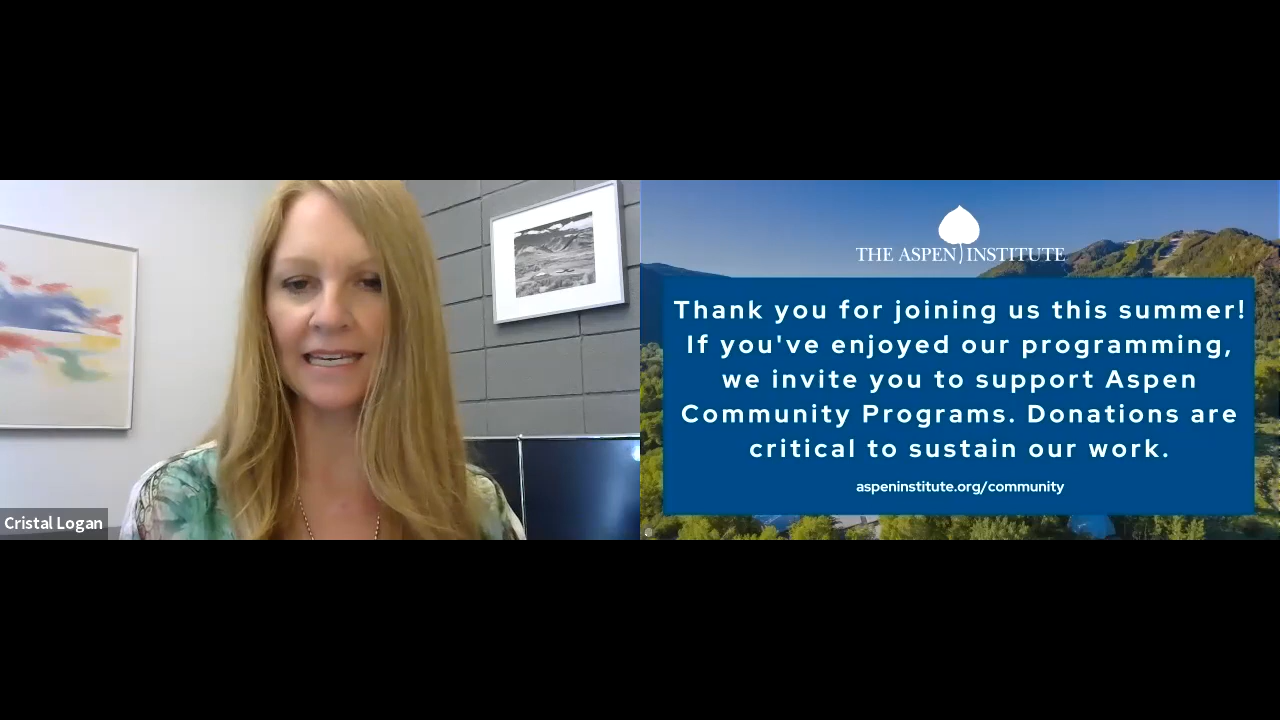 Cristal Logan
THE ASPEN INSTITUTE
Thank you for joining us this summer!
If you've enjoyed our programming,
we invite you to support Aspen
Community Programs. Donations are
critical to sustain our work.
aspeninstitute.org/community